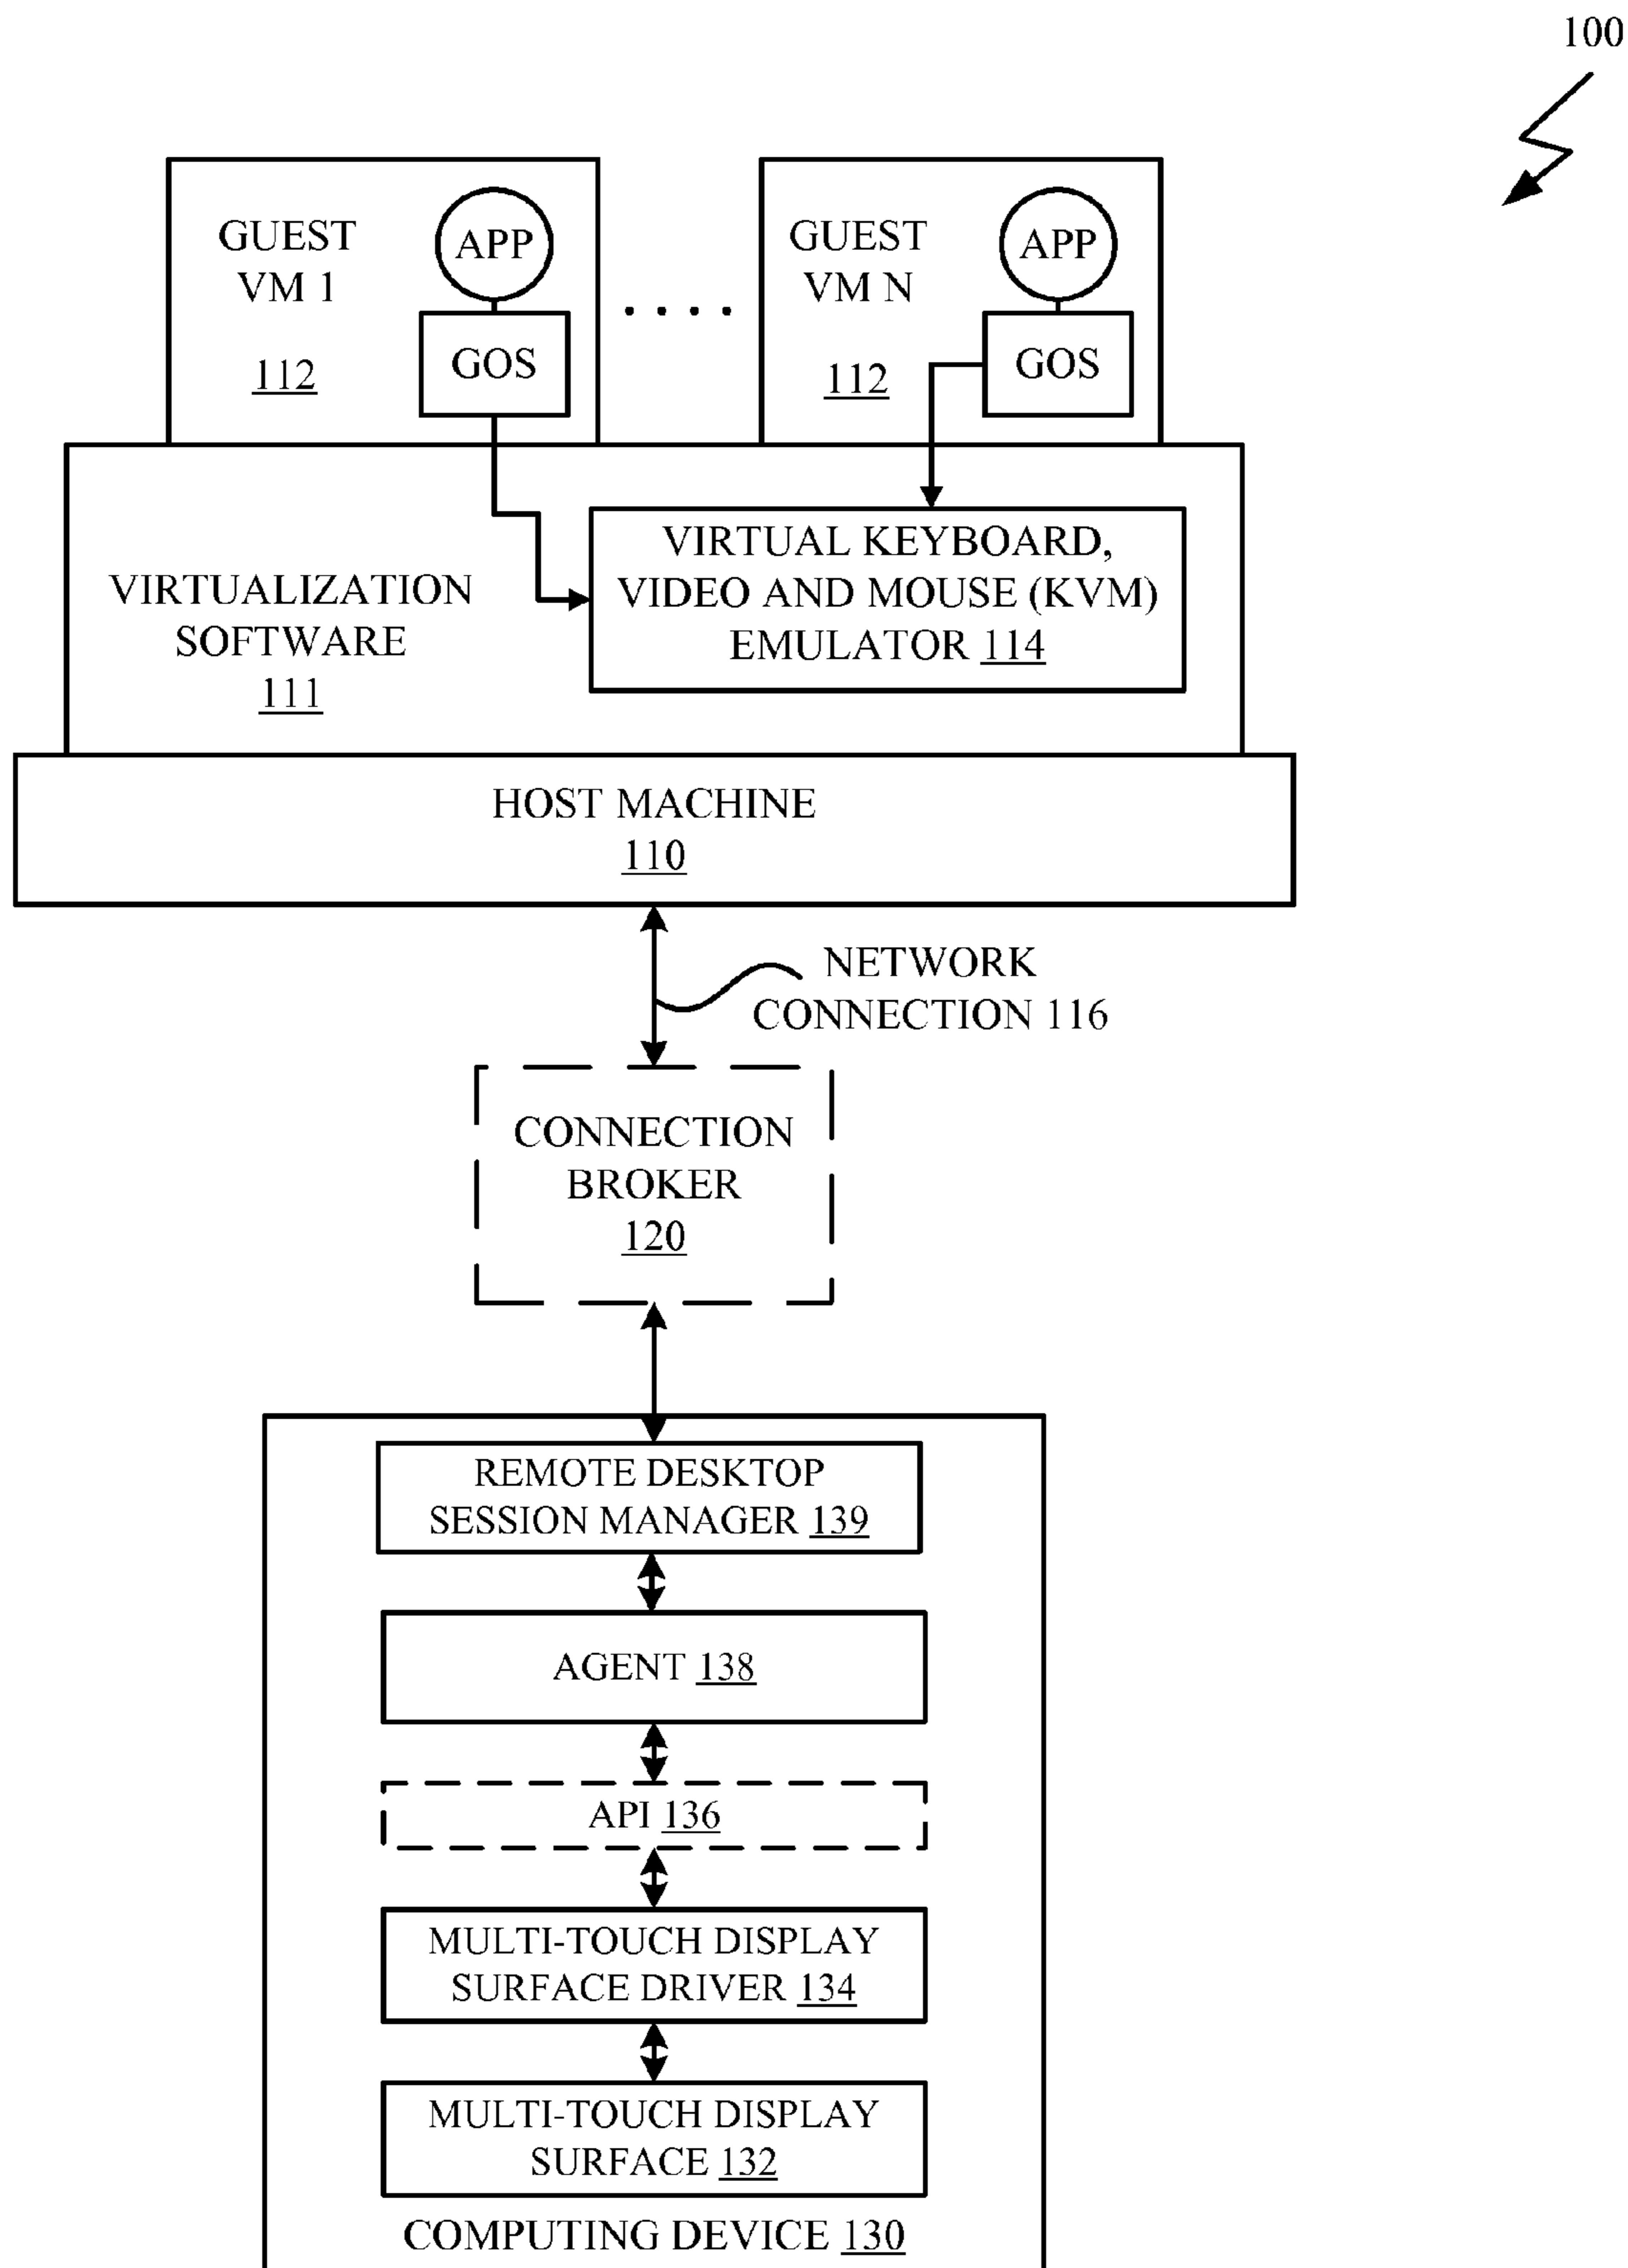 100
GUEST
VM 1
112
APP
GOS
. . . .
GUEST
VM N
112
APP
GOS
VIRTUALIZATION
SOFTWARE
111
VIRTUAL KEYBOARD,
VIDEO AND MOUSE (KVM)
EMULATOR 114
HOST MACHINE
110
NETWORK
CONNECTION 116
CONNECTION
BROKER
120
REMOTE DESKTOP
SESSION MANAGER 139
AGENT 138
API 136
MULTI-TOUCH DISPLAY
SURFACE DRIVER 134
MULTI-TOUCH DISPLAY
SURFACE 132
COMPUTING DEVICE 130